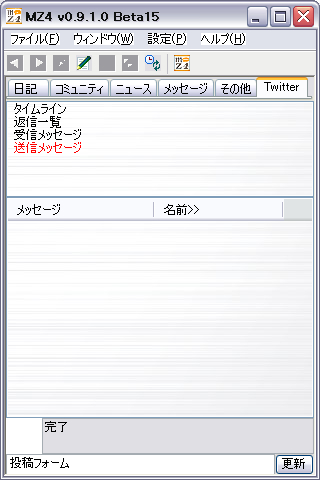 MZ4 v0.9.1.0 Beta15
ファイル(F) ウィンドウ(W) 設定(P) ヘルプ(H)
日記 コミュニティ ニュース メッセージ その他 Twitter
タイムライン
返信一覧
受信メッセージ
送信メッセージ
メッセージ 名前>>
完了
投稿フォーム 更新